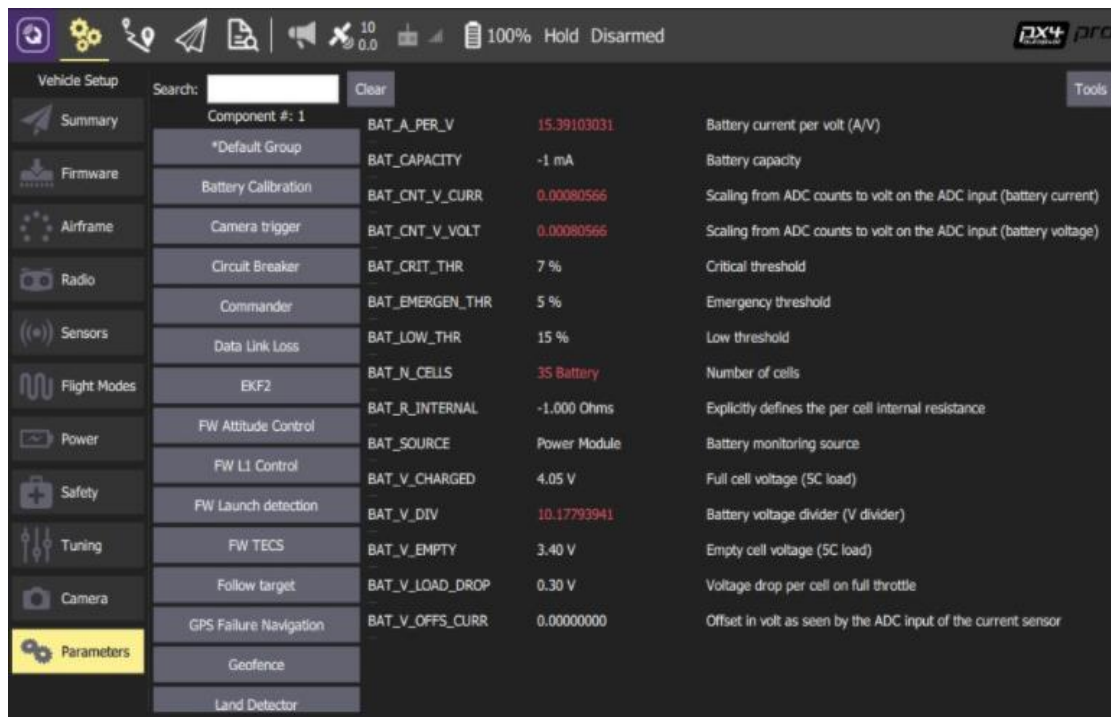 10
0.0
100% Hold Disarmed
px4 pro
Vehicle Setup
Summary
Firmware
Airframe
Radio
Sensors
Flight Modes
Power
Safety
Tuning
Camera
Parameters
Search:
Clear
Tools
Component #: 1
*Default Group
Battery Calibration
Camera trigger
Circuit Breaker
Commander
Data Link Loss
EKF2
FW Attitude Control
FW L1 Control
FW Launch detection
FW TECS
Follow target
GPS Failure Navigation
Geofence
Land Detector
BAT_A_PER_V 15.39103031 Battery current per volt (A/V)
BAT_CAPACITY -1 mA Battery capacity
BAT_CNT_V_CURR 0.00080566 Scaling from ADC counts to volt on the ADC input (battery current)
BAT_CNT_V_VOLT 0.00080566 Scaling from ADC counts to volt on the ADC input (battery voltage)
BAT_CRIT_THR 7 % Critical threshold
BAT_EMERGEN_THR 5 % Emergency threshold
BAT_LOW_THR 15 % Low threshold
BAT_N_CELLS 3S Battery Number of cells
BAT_R_INTERNAL -1.000 Ohms Explicitly defines the per cell internal resistance
BAT_SOURCE Power Module Battery monitoring source
BAT_V_CHARGED 4.05 V Full cell voltage (5C load)
BAT_V_DIV 10.17793941 Battery voltage divider (V divider)
BAT_V_EMPTY 3.40 V Empty cell voltage (5C load)
BAT_V_LOAD_DROP 0.30 V Voltage drop per cell on full throttle
BAT_V_OFFS_CURR 0.00000000 Offset in volt as seen by the ADC input of the current sensor